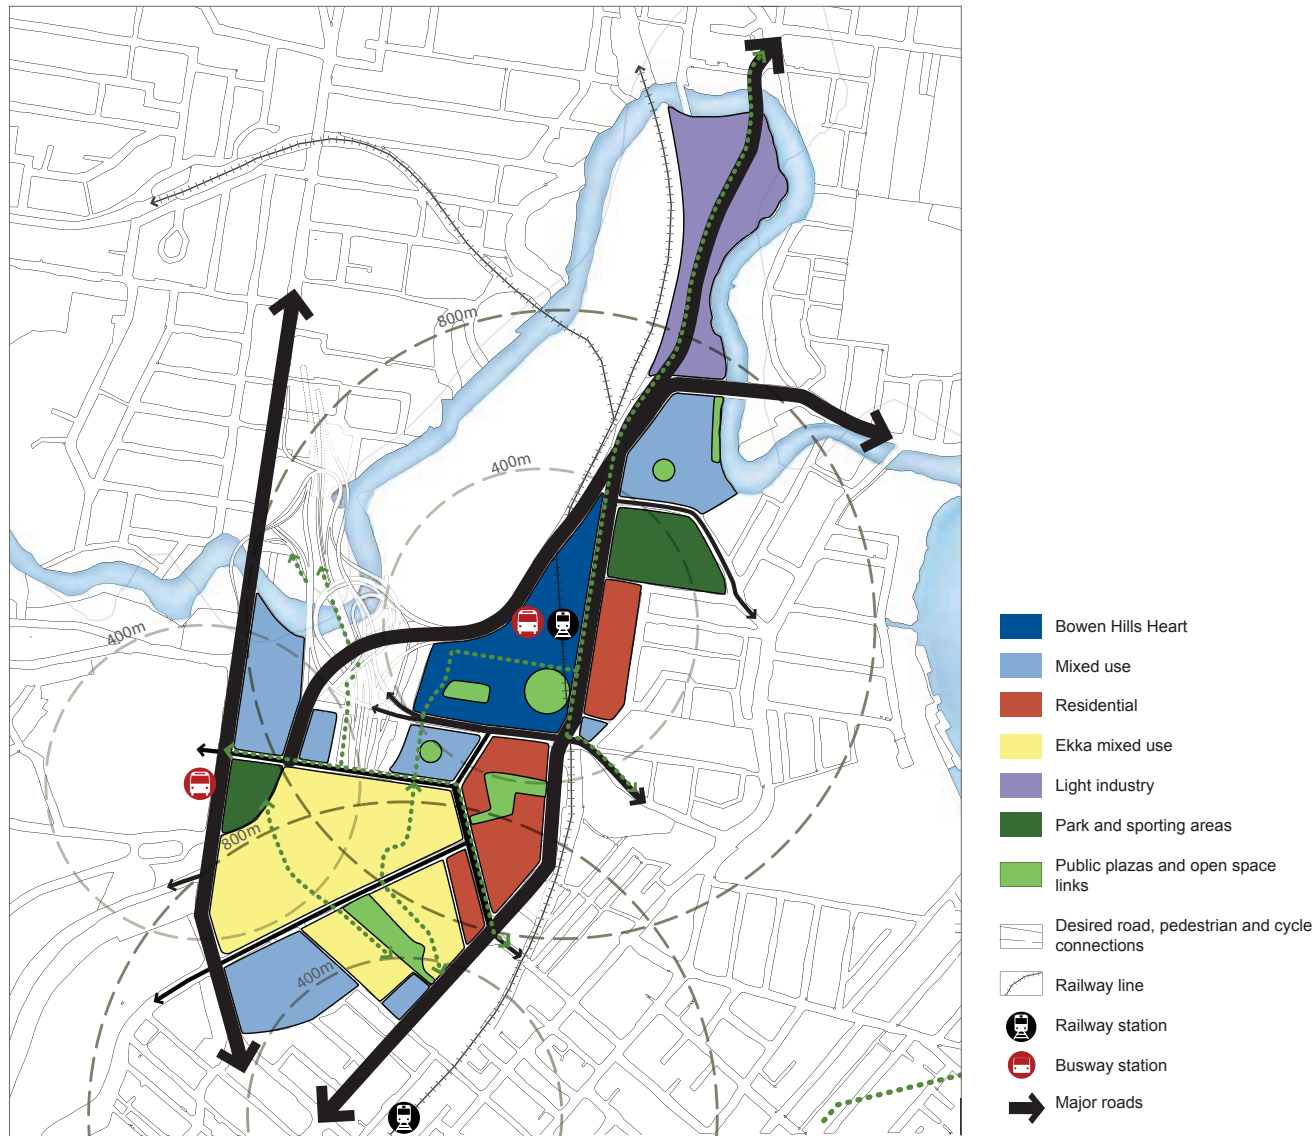 800m
400m
400m
800m
400m
Bowen Hills Heart
Mixed use
Residential
Ekka mixed use
Light industry
Park and sporting areas
Public plazas and open space
links
Desired road, pedestrian and cycle
connections
Railway line
Railway station
Busway station
Major roads